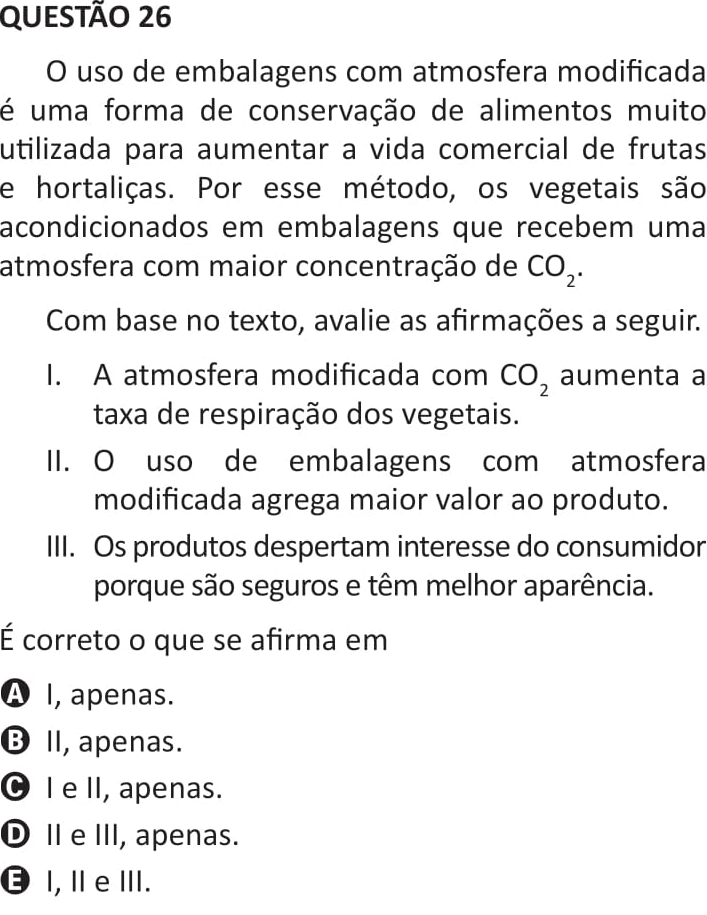 QUESTÃO 26
O uso de embalagens com atmosfera modificada
é uma forma de conservação de alimentos muito
utilizada para aumentar a vida comercial de frutas
e hortaliças. Por esse método, os vegetais são
acondicionados em embalagens que recebem uma
atmosfera com maior concentração de CO₂.
Com base no texto, avalie as afirmações a seguir.
I. A atmosfera modificada com CO₂ aumenta a
taxa de respiração dos vegetais.
II. O uso de embalagens com atmosfera
modificada agrega maior valor ao produto.
III. Os produtos despertam interesse do consumidor
porque são seguros e têm melhor aparência.
É correto o que se afirma em
A I, apenas.
B II, apenas.
C I e II, apenas.
D II e III, apenas.
E I, II e III.